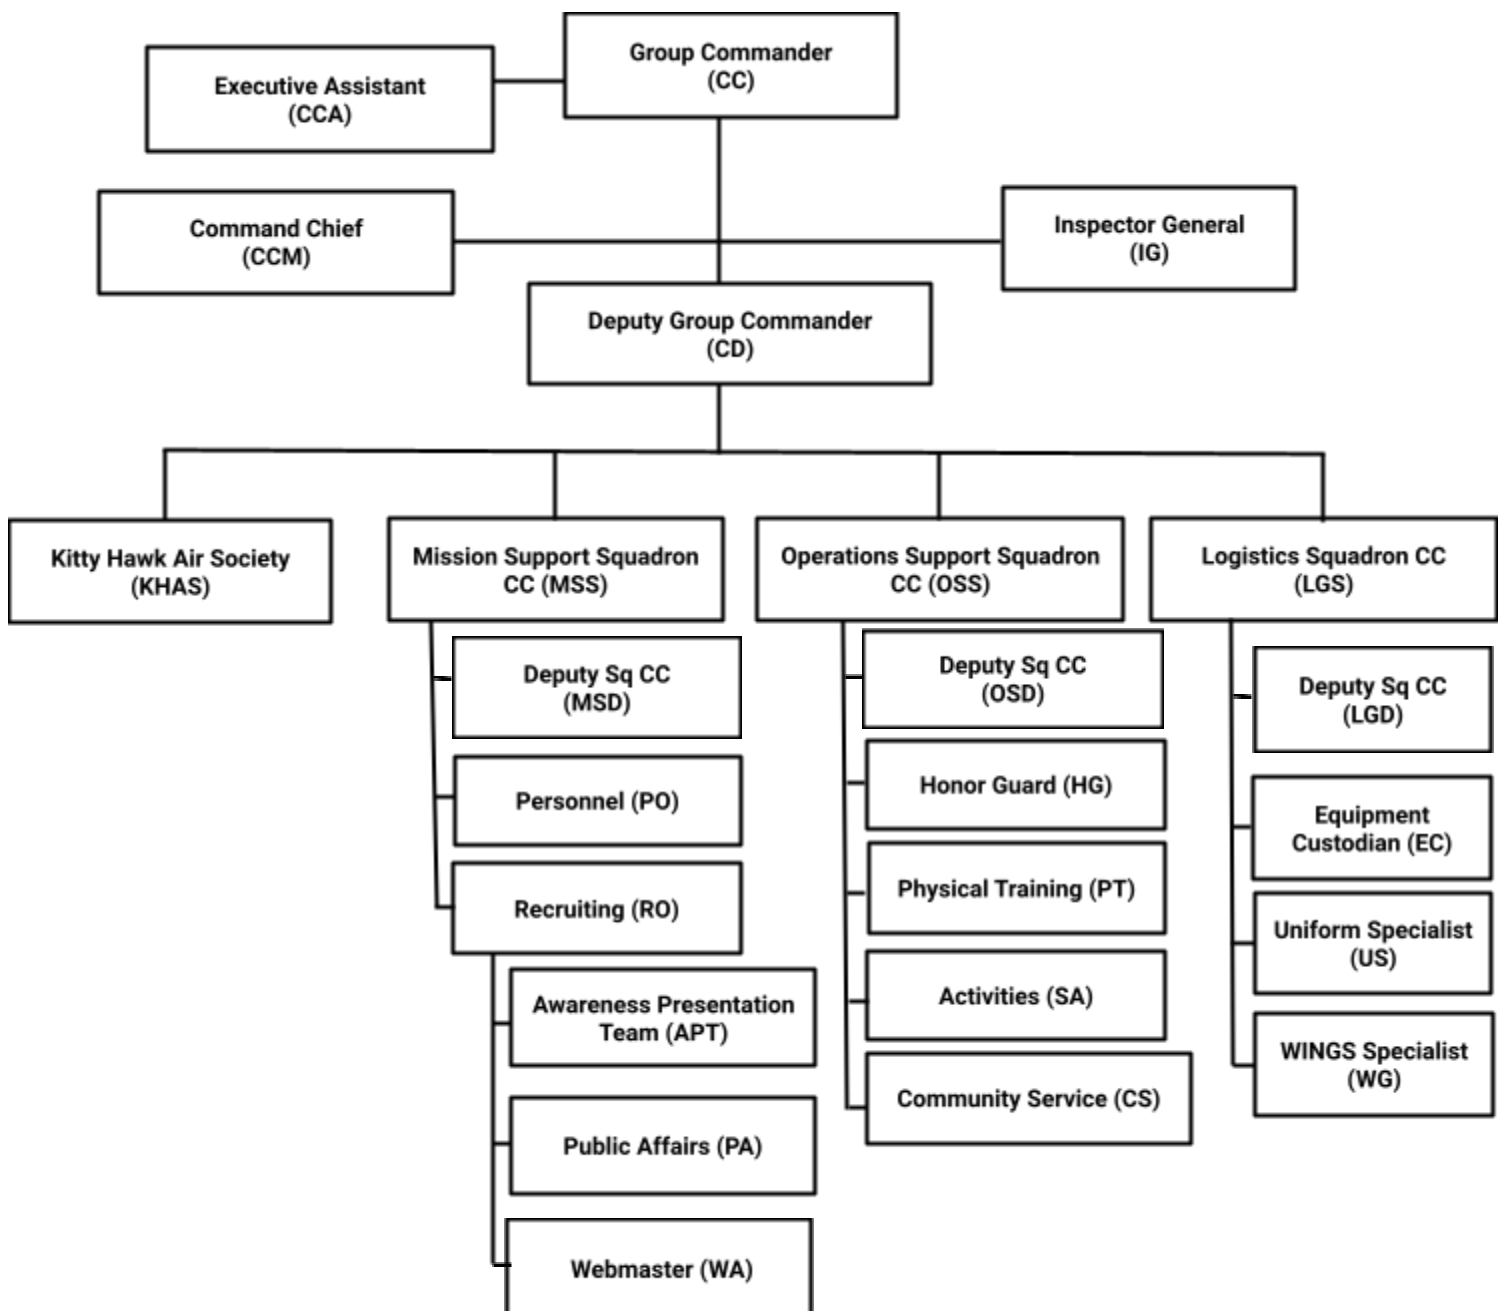 Group Commander
(CC)
Executive Assistant
(CCA)
Command Chief
(CCM)
Inspector General
(IG)
Deputy Group Commander
(CD)
Kitty Hawk Air Society
(KHAS)
Mission Support Squadron
CC (MSS)
Operations Support Squadron
CC (OSS)
Logistics Squadron CC
(LGS)
Deputy Sq CC
(MSD)
Personnel (PO)
Recruiting (RO)
Awareness Presentation
Team (APT)
Public Affairs (PA)
Webmaster (WA)
Deputy Sq CC
(OSD)
Honor Guard (HG)
Physical Training (PT)
Activities (SA)
Community Service (CS)
Deputy Sq CC
(LGD)
Equipment
Custodian (EC)
Uniform Specialist
(US)
WINGS Specialist
(WG)